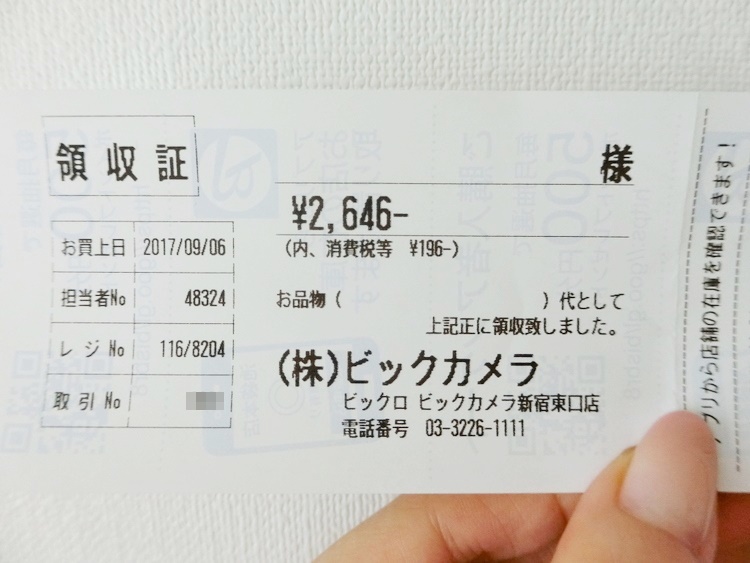 領収証
様
¥2,646-
(内、消費税等 ¥196-)
お買上日 2017/09/06
担当者No 48324
レジNo 116/8204
取引No
お品物( )代として
上記正に領収致しました。
(株)ビックカメラ
ビックロ ビックカメラ新宿東口店
電話番号 03-3226-1111
プリから店舗の在庫を確認できます!